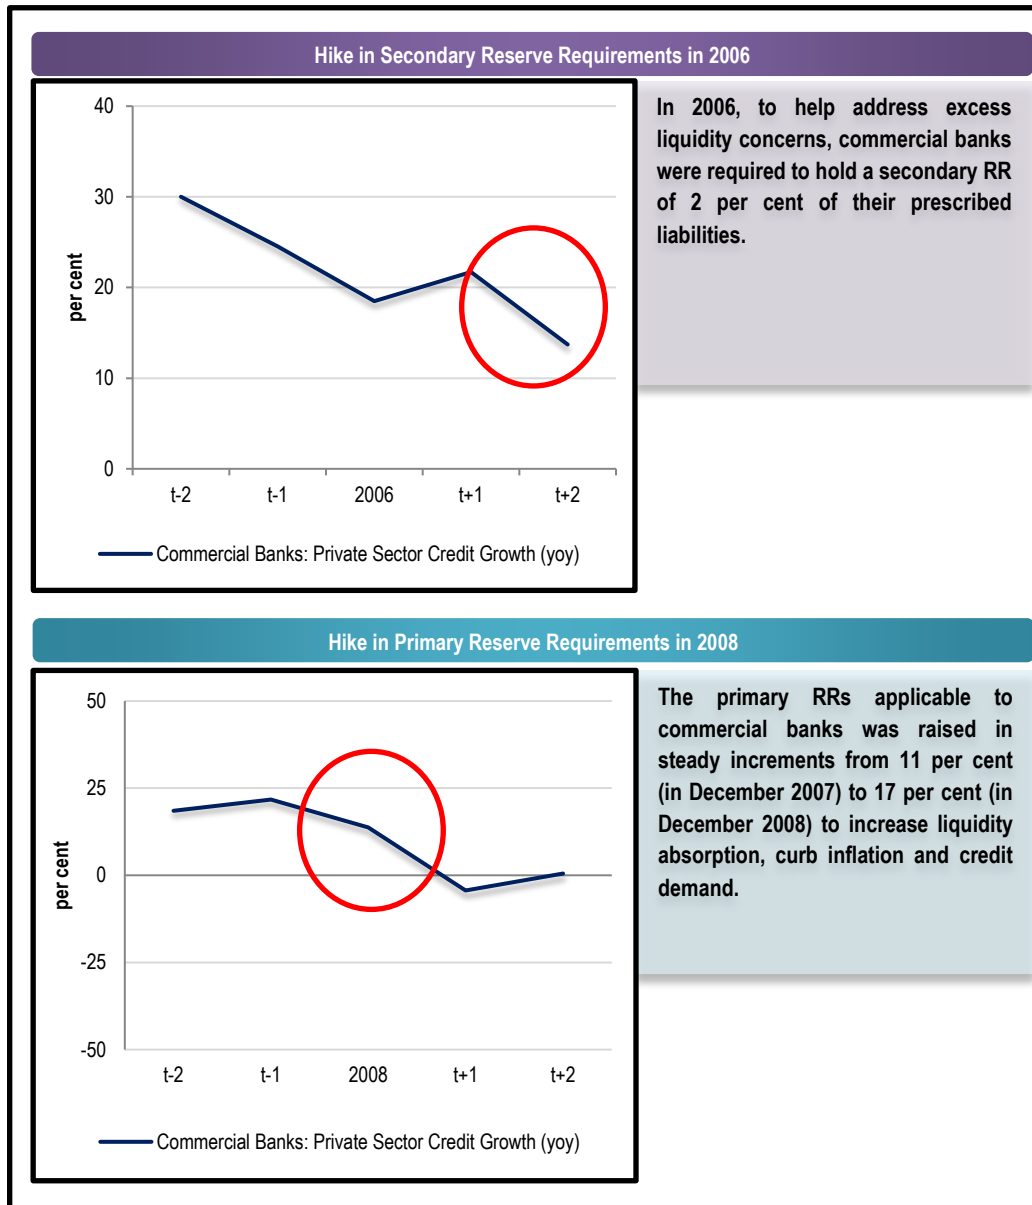 Hike in Secondary Reserve Requirements in 2006
40
30
20
10
0
per cent
t-2 t-1 2006 t+1 t+2
Commercial Banks: Private Sector Credit Growth (yoy)
In 2006, to help address excess
liquidity concerns, commercial banks
were required to hold a secondary RR
of 2 per cent of their prescribed
liabilities.
Hike in Primary Reserve Requirements in 2008
50
25
0
-25
-50
per cent
t-2 t-1 2008 t+1 t+2
Commercial Banks: Private Sector Credit Growth (yoy)
The primary RRs applicable to
commercial banks was raised in
steady increments from 11 per cent
(in December 2007) to 17 per cent (in
December 2008) to increase liquidity
absorption, curb inflation and credit
demand.